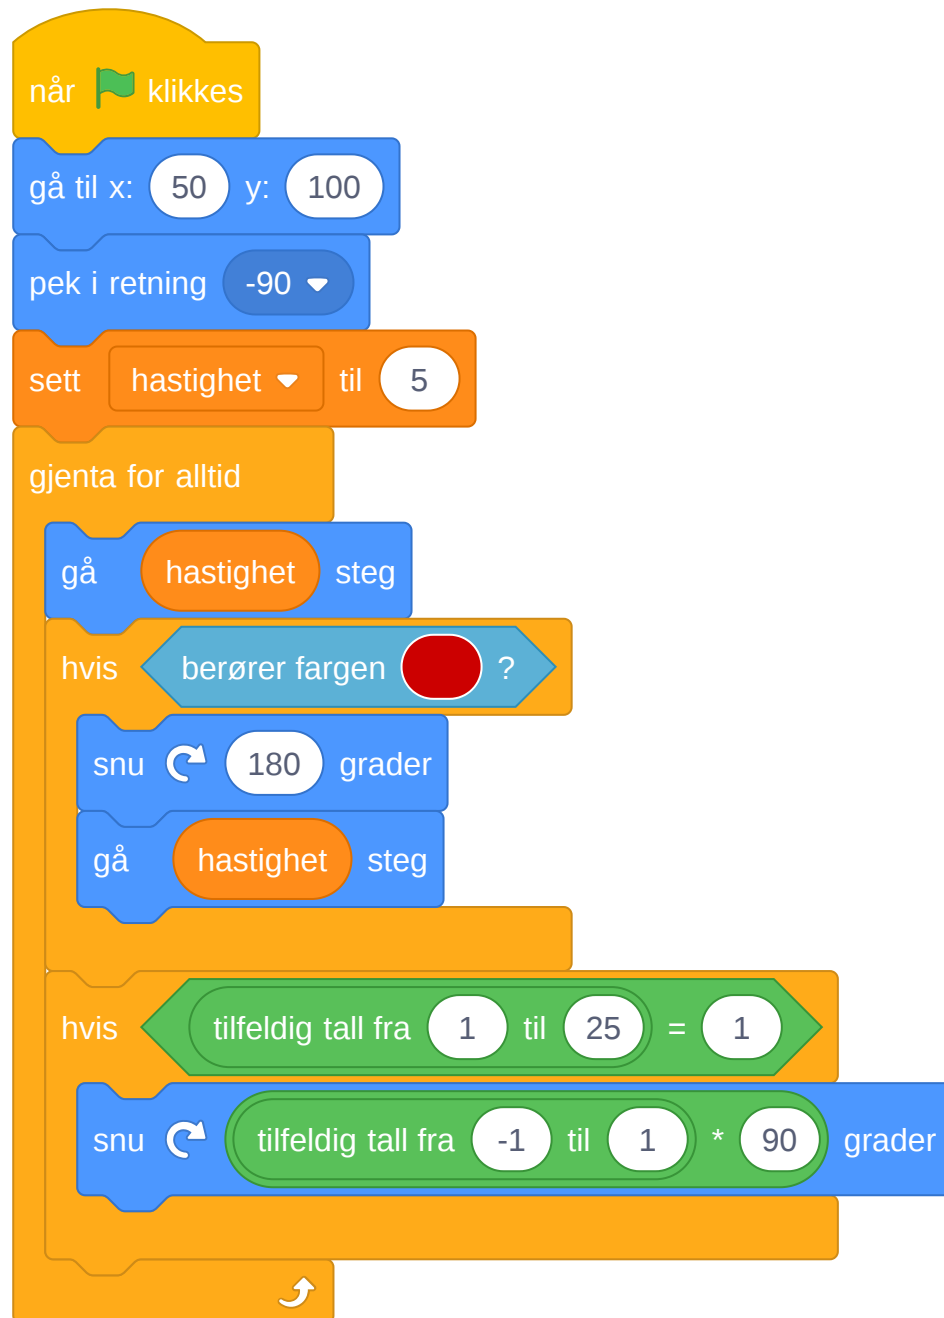 når klikkes
gå til x: 50 y: 100
pek i retning -90
sett hastighet til 5
gjenta for alltid
gå hastighet steg
hvis berører fargen ?
snu 180 grader
gå hastighet steg
hvis tilfeldig tall fra 1 til 25 = 1
snu tilfeldig tall fra -1 til 1 * 90 grader